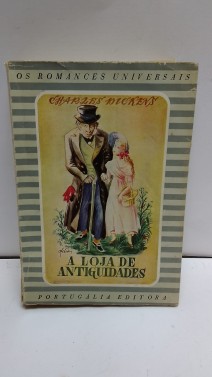 OS ROMANCES UNIVERSAIS
CHARLES DICKENS
A LOJA DE
ANTIGUIDADES
PORTUGÁLIA EDITORA